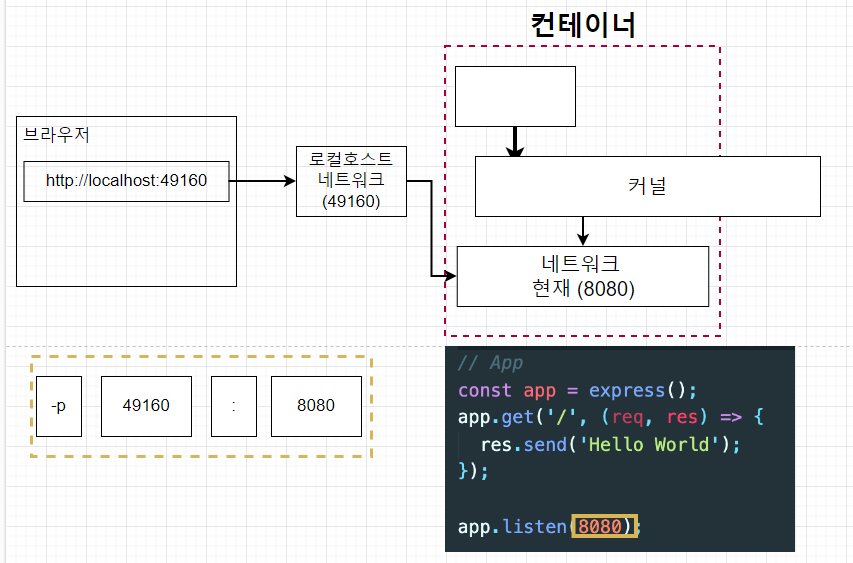 컨테이너
브라우저
http://localhost:49160
로컬호스트
네트워크
(49160)
커널
네트워크
현재 (8080)
-p
49160
:
8080
// App
const app = express();
app.get('/', (req, res) => {
  res.send('Hello World');
});
app.listen(8080);